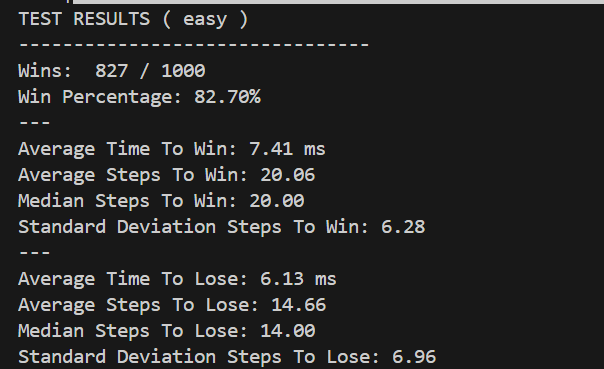 TEST RESULTS ( easy )
--------------------------------
Wins:  827 / 1000
Win Percentage: 82.70%
---
Average Time To Win: 7.41 ms
Average Steps To Win: 20.06
Median Steps To Win: 20.00
Standard Deviation Steps To Win: 6.28
---
Average Time To Lose: 6.13 ms
Average Steps To Lose: 14.66
Median Steps To Lose: 14.00
Standard Deviation Steps To Lose: 6.96